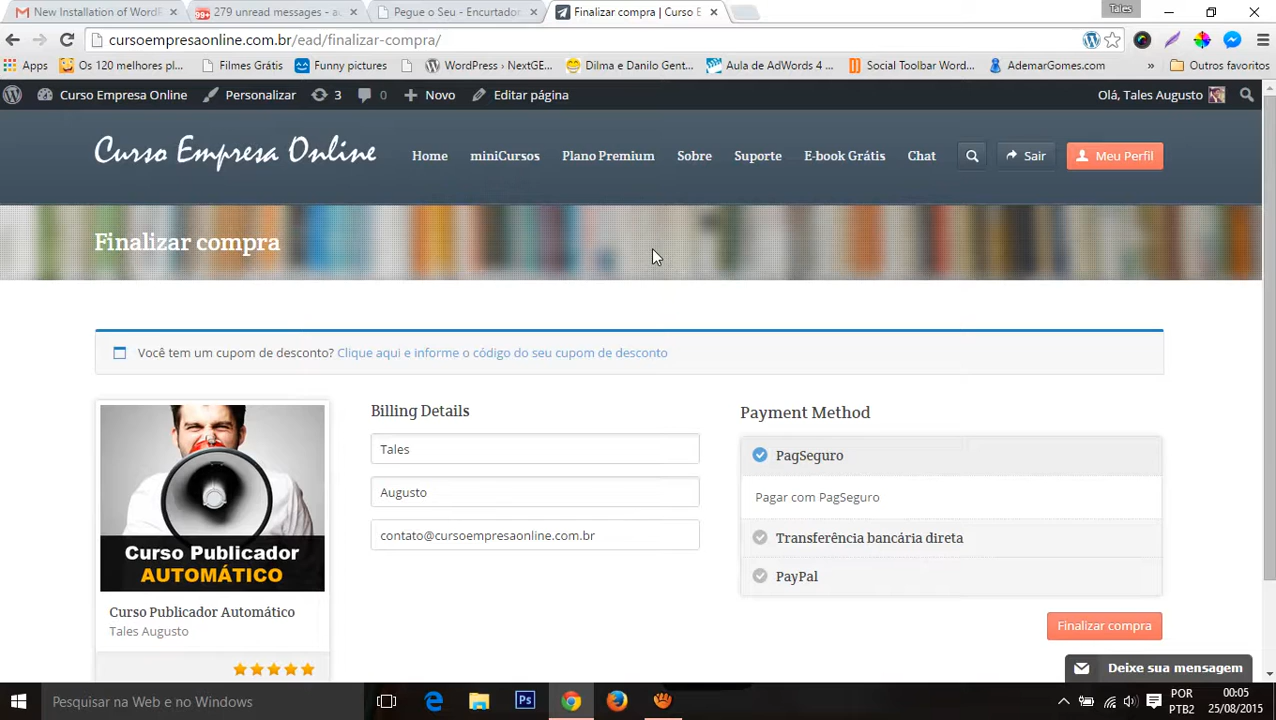 New Installation of WordP
279 unread messages - au
Pegue o Seu - Encurtador
Finalizar compra | Curso E
Tales
cursoempresaonline.com.br/ead/finalizar-compra/
Apps
Os 120 melhores pl...
Filmes Grátis
Funny pictures
WordPress › NextGE...
Dilma e Danilo Gent...
Aula de AdWords 4 ...
Social Toolbar Word...
AdemarGomes.com
»
Outros favoritos
Curso Empresa Online
Personalizar
3
0
Novo
Editar página
Olá, Tales Augusto
Curso Empresa Online
Home
miniCursos
Plano Premium
Sobre
Suporte
E-book Grátis
Chat
Sair
Meu Perfil
Finalizar compra
Você tem um cupom de desconto? Clique aqui e informe o código do seu cupom de desconto
Curso Publicador
AUTOMÁTICO
Curso Publicador Automático
Tales Augusto
Billing Details
Tales
Augusto
contato@cursoempresaonline.com.br
Payment Method
PagSeguro
Pagar com PagSeguro
Transferência bancária direta
PayPal
Finalizar compra
Deixe sua mensagem
Pesquisar na Web e no Windows
POR
PTB2
00:05
25/08/2015